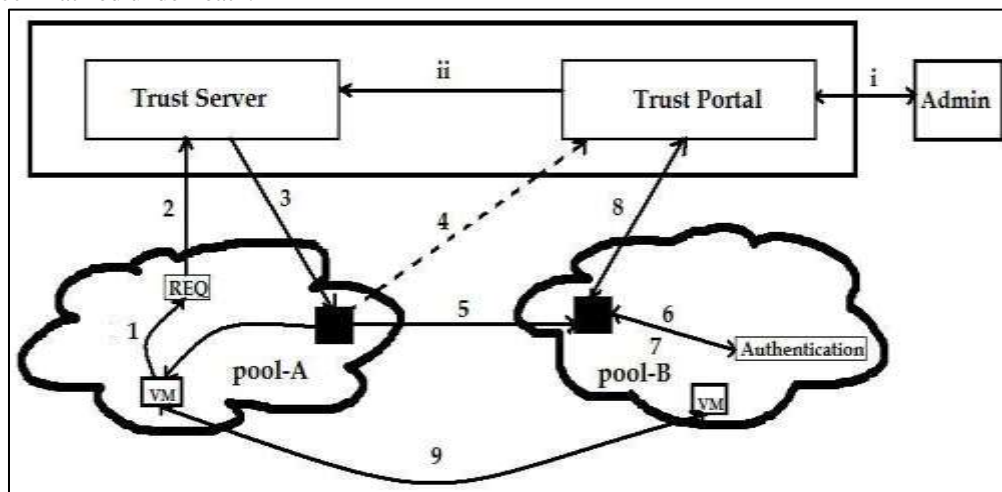 ii
i
Trust Server
Trust Portal
Admin
2
3
4
8
REQ
1
5
6
7
Authentication
pool-A
pool-B
VM
VM
9